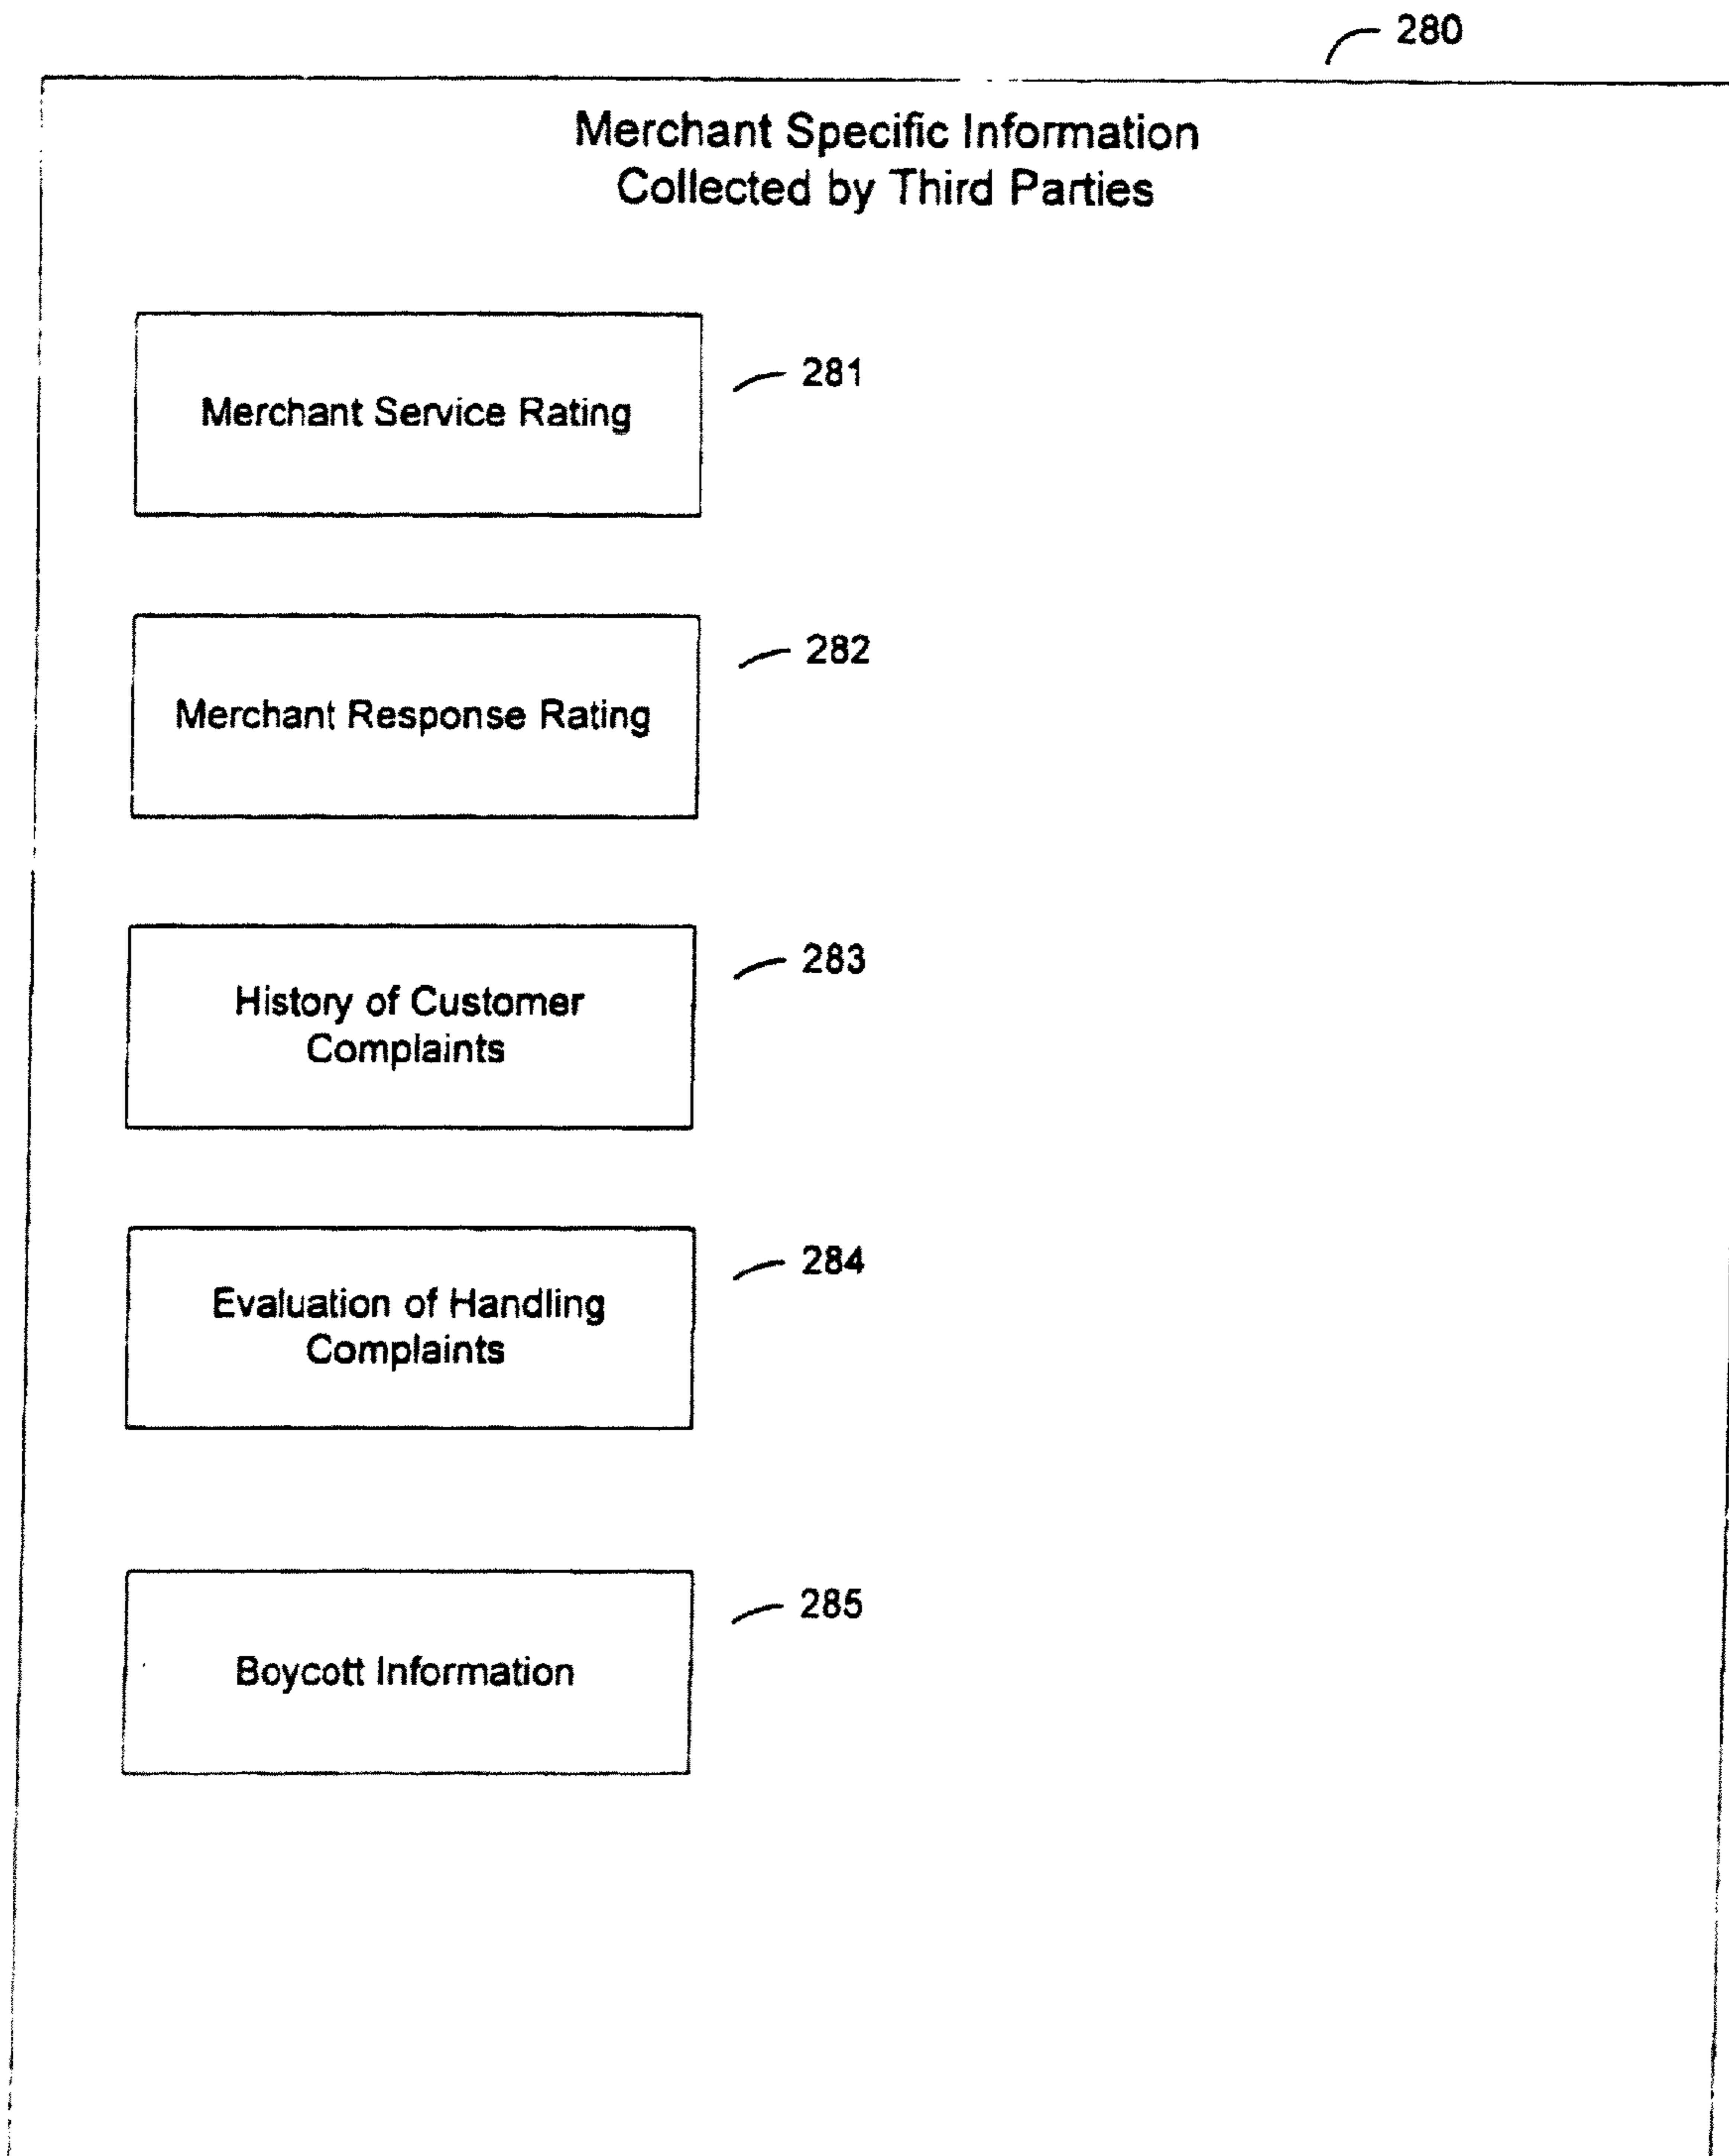 280
Merchant Specific Information
Collected by Third Parties
281
Merchant Service Rating
282
Merchant Response Rating
283
History of Customer
Complaints
284
Evaluation of Handling
Complaints
285
Boycott Information